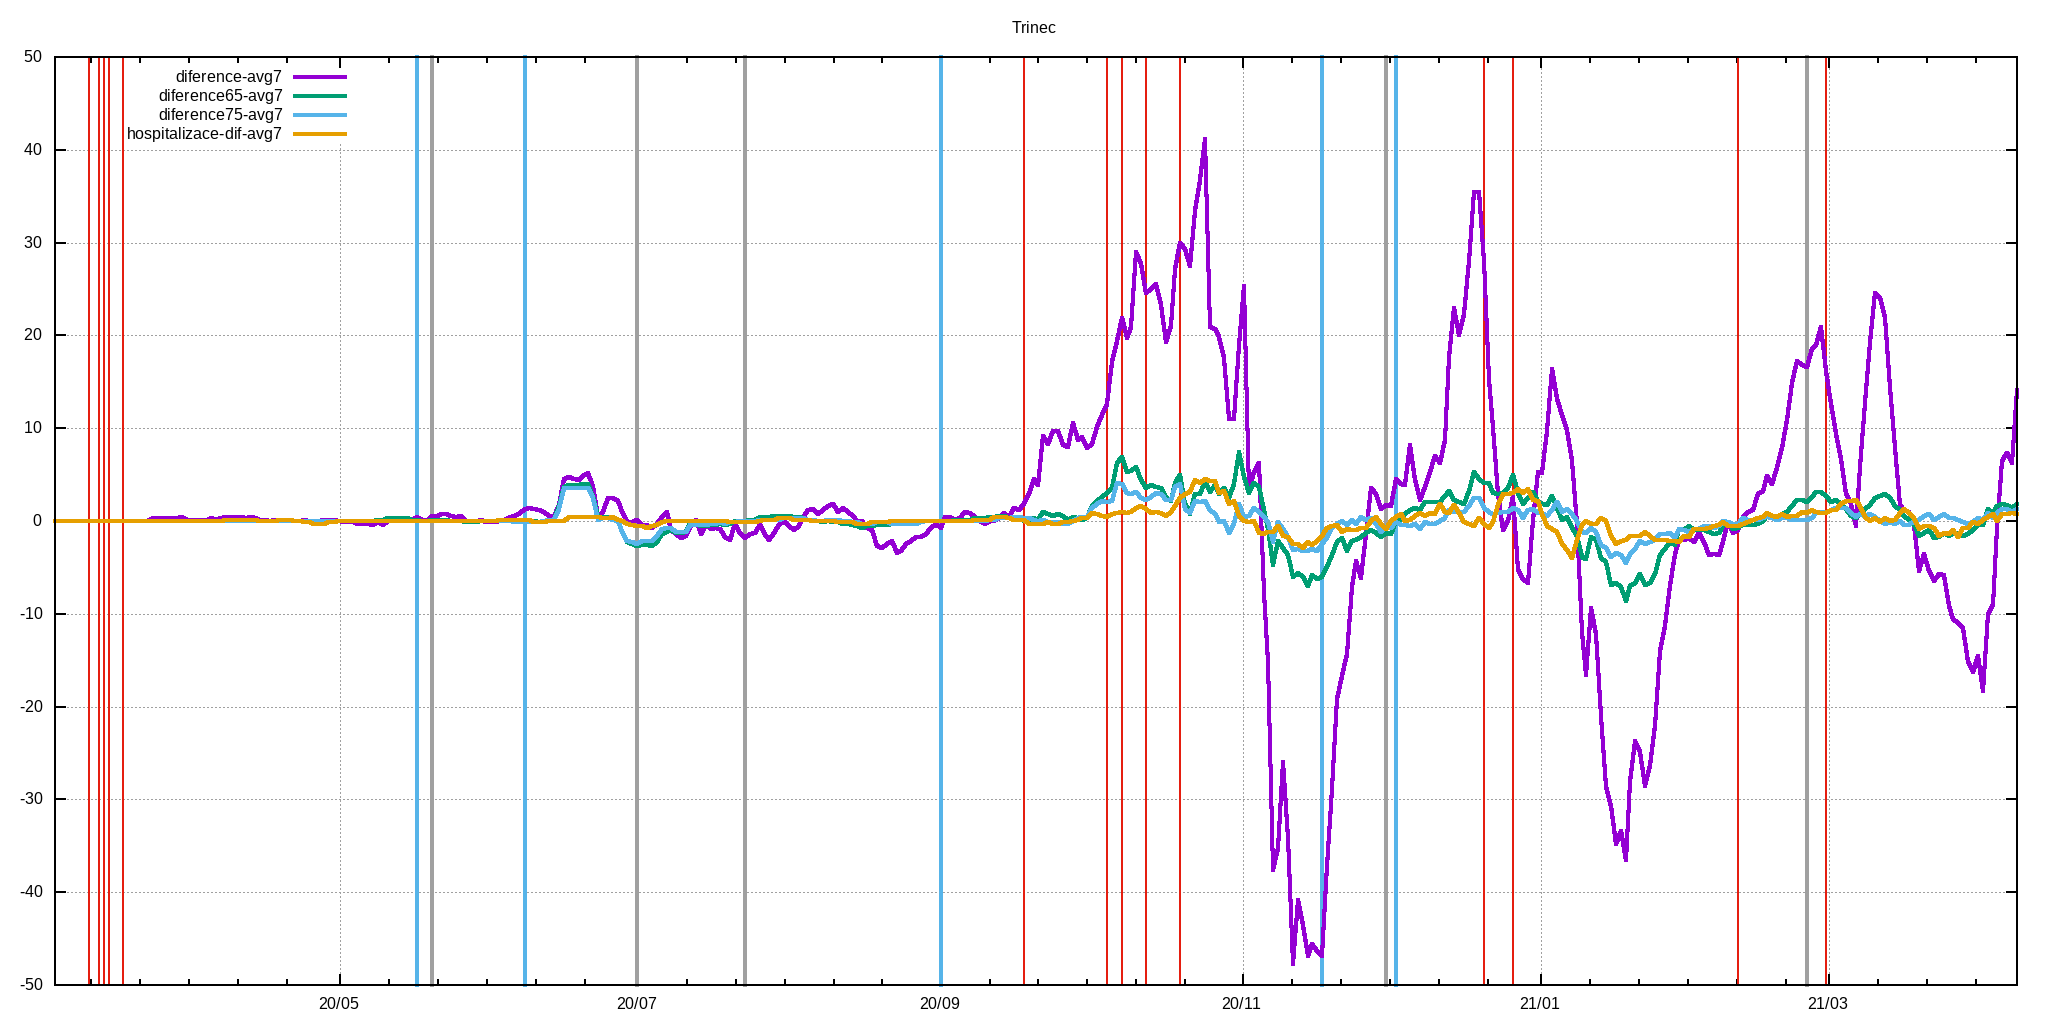 Trinec
diference-avg7
diference65-avg7
diference75-avg7
hospitalizace-dif-avg7
50
40
30
20
10
0
-10
-20
-30
-40
-50
20/05 20/07 20/09 20/11 21/01 21/03